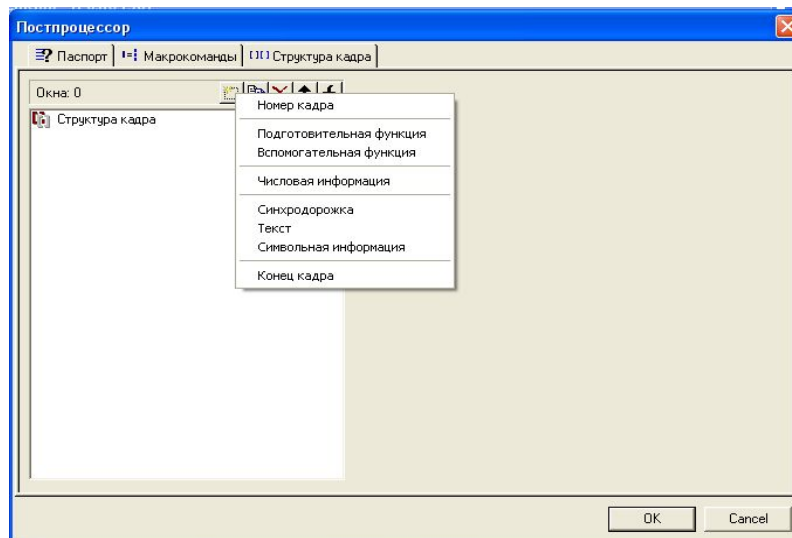 Постпроцессор
Паспорт Макрокоманды Структура кадра
Окна: 0
Структура кадра
Номер кадра
Подготовительная функция
Вспомогательная функция
Числовая информация
Синхродорожка
Текст
Символьная информация
Конец кадра
OK Cancel